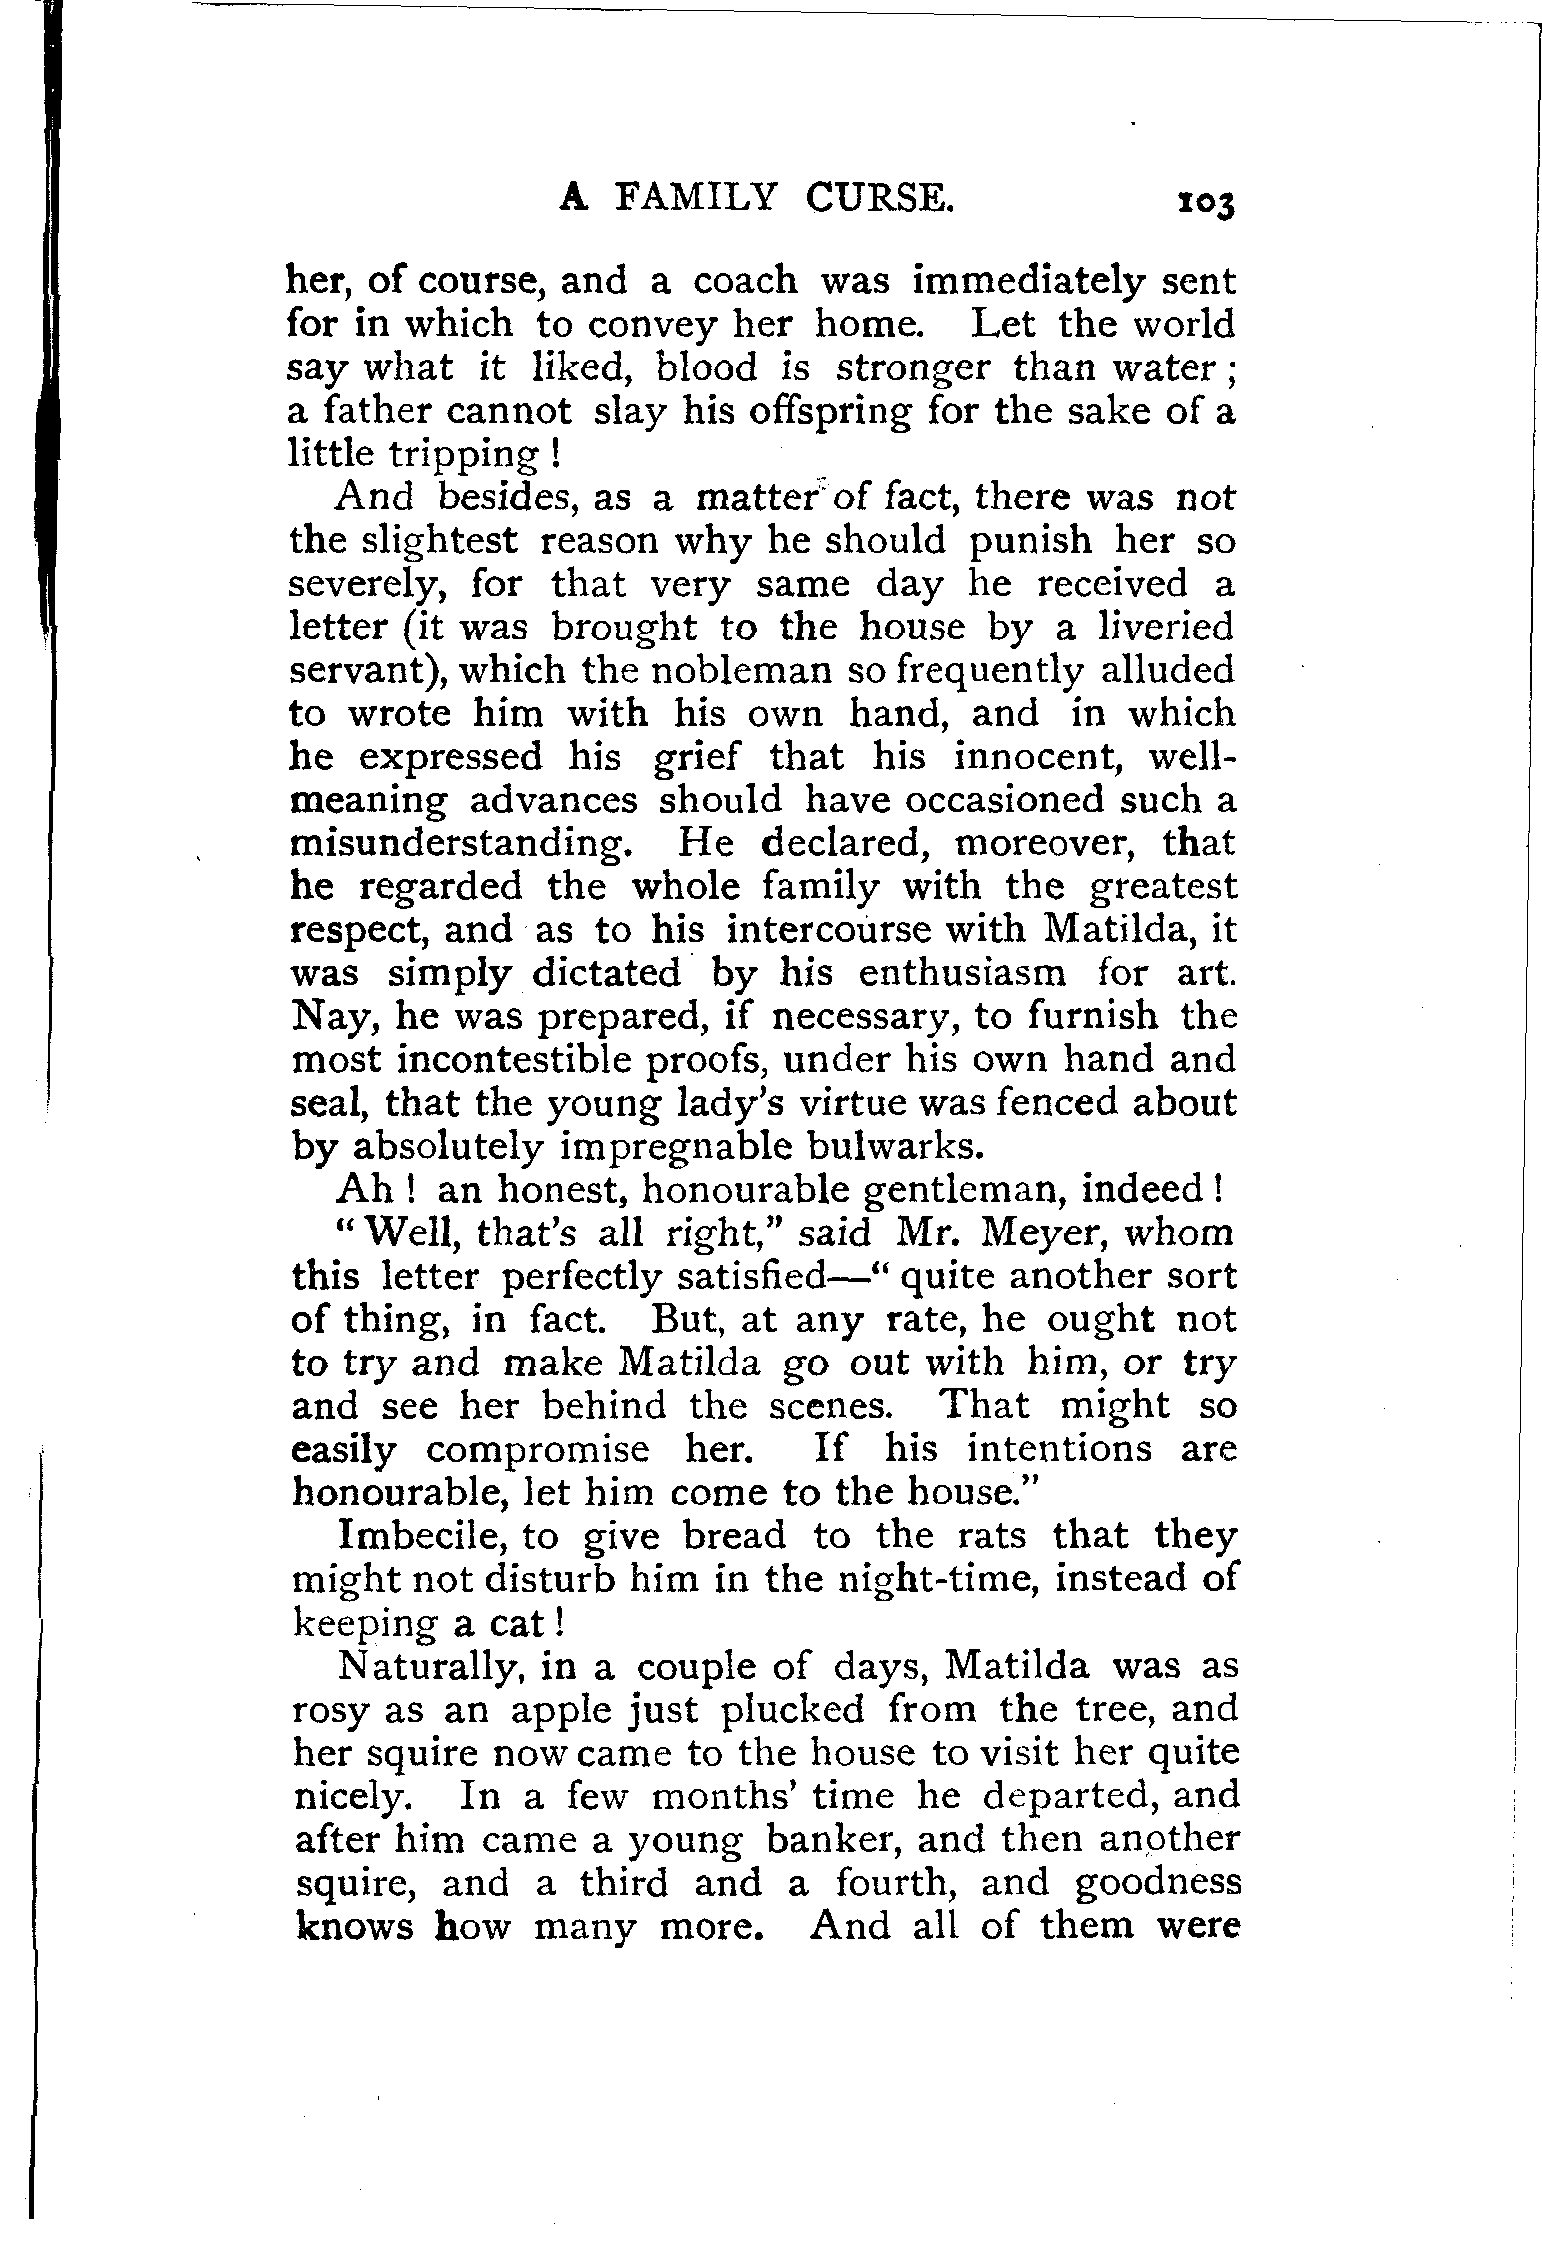 A FAMILY CURSE. 103
her, of course, and a coach was immediately sent
for in which to convey her home. Let the world
say what it liked, blood is stronger than water ;
a father cannot slay his offspring for the sake of a
little tripping !
And besides, as a matter of fact, there was not
the slightest reason why he should punish her so
severely, for that very same day he received a
letter (it was brought to the house by a liveried
servant), which the nobleman so frequently alluded
to wrote him with his own hand, and in which
he expressed his grief that his innocent, well-
meaning advances should have occasioned such a
misunderstanding. He declared, moreover, that
he regarded the whole family with the greatest
respect, and as to his intercourse with Matilda, it
was simply dictated by his enthusiasm for art.
Nay, he was prepared, if necessary, to furnish the
most incontestible proofs, under his own hand and
seal, that the young lady's virtue was fenced about
by absolutely impregnable bulwarks.
Ah ! an honest, honourable gentleman, indeed !
“ Well, that's all right,” said Mr. Meyer, whom
this letter perfectly satisfied—“ quite another sort
of thing, in fact. But, at any rate, he ought not
to try and make Matilda go out with him, or try
and see her behind the scenes. That might so
easily compromise her. If his intentions are
honourable, let him come to the house.”
Imbecile, to give bread to the rats that they
might not disturb him in the night-time, instead of
keeping a cat !
Naturally, in a couple of days, Matilda was as
rosy as an apple just plucked from the tree, and
her squire now came to the house to visit her quite
nicely. In a few months' time he departed, and
after him came a young banker, and then another
squire, and a third and a fourth, and goodness
knows how many more. And all of them were